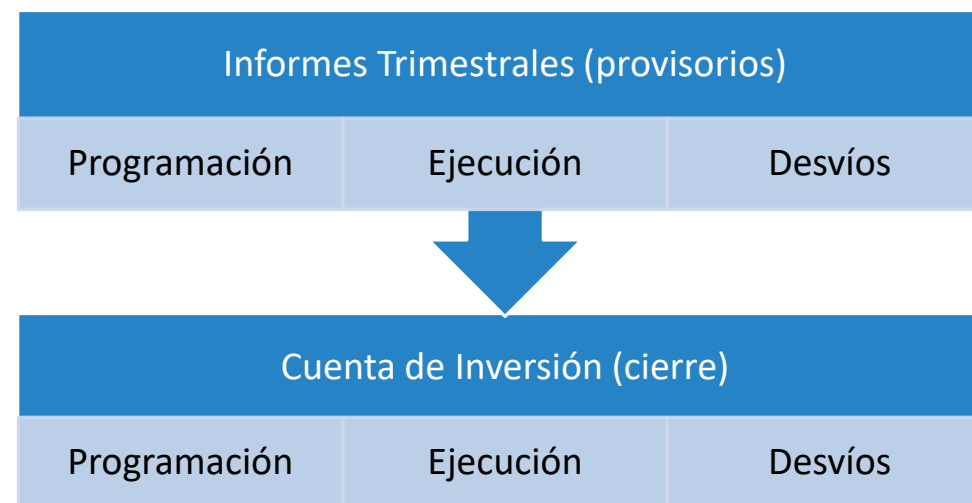 Informes Trimestrales (provisorios)
Programación Ejecución Desvíos
Cuenta de Inversión (cierre)
Programación Ejecución Desvíos